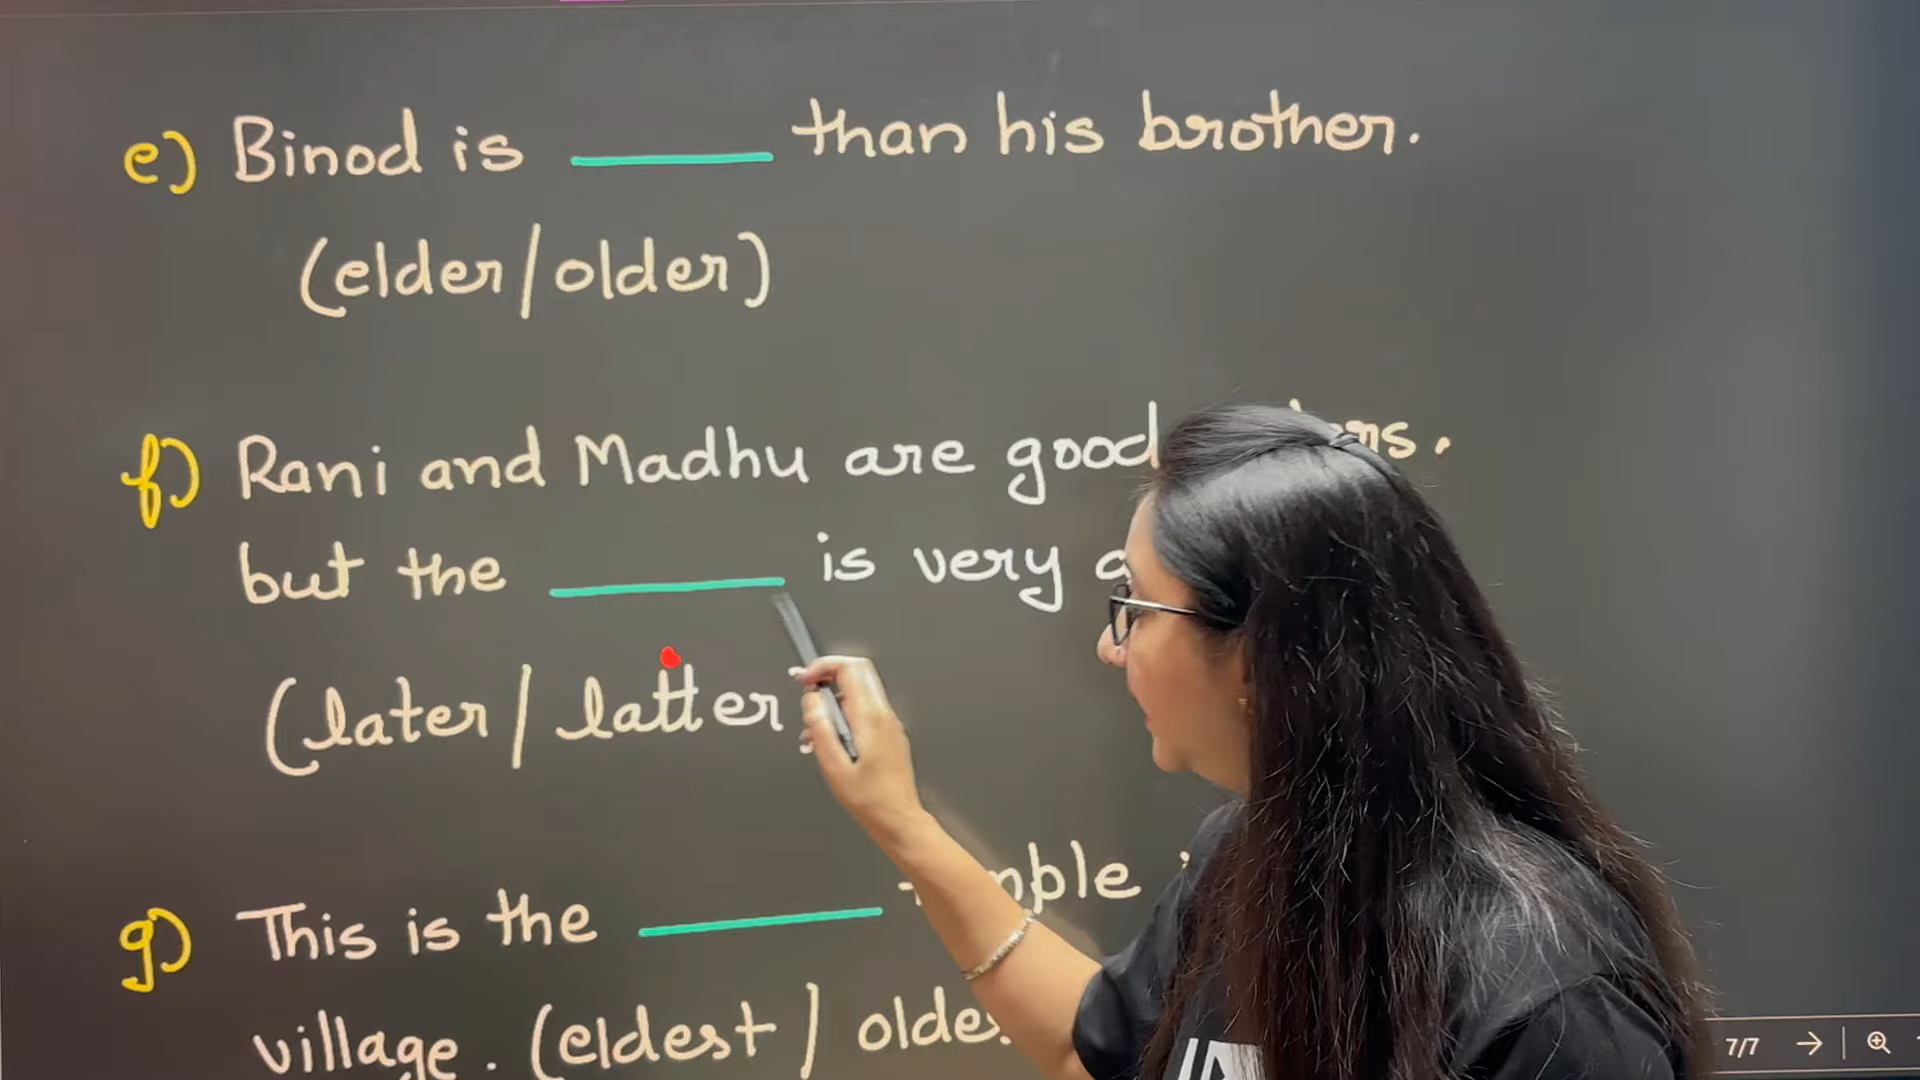 e) Binod is ______ than his brother.
(elder/older)
f) Rani and Madhu are good
but the ______ is very
(later/latter
g) This is the ______
village. (eldest/
7/7